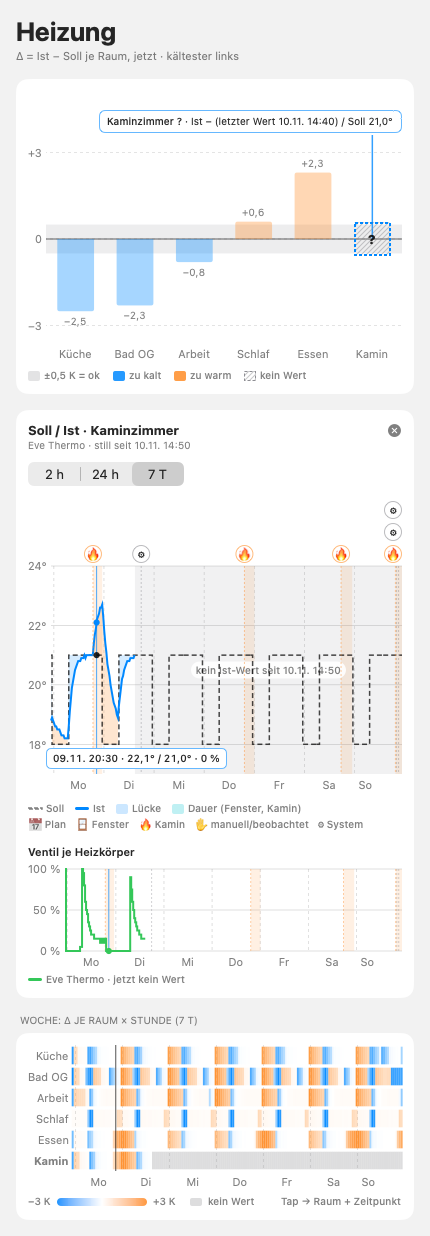 Heizung
Δ = Ist – Soll je Raum, jetzt · kältester links
Kaminzimmer ? · Ist – (letzter Wert 10.11. 14:40) / Soll 21,0°
+3
+2,3
+0,6
0
?
−0,8
−2,3
−2,5
−3
Küche Bad OG Arbeit Schlaf Essen Kamin
±0,5 K = ok zu kalt zu warm kein Wert
Soll / Ist · Kaminzimmer
Eve Thermo · still seit 10.11. 14:50
2 h 24 h 7 T
24°
22°
kein Ist-Wert seit 10.11. 14:50
20°
18°
09.11. 20:30 · 22,1° / 21,0° · 0 %
Mo Di Mi Do Fr Sa So
Soll Ist Lücke Dauer (Fenster, Kamin)
Plan Fenster Kamin manuell/beobachtet System
Ventil je Heizkörper
100 %
50 %
0 %
Mo Di Mi Do Fr Sa So
Eve Thermo · jetzt kein Wert
WOCHE: Δ JE RAUM × STUNDE (7 T)
Küche
Bad OG
Arbeit
Schlaf
Essen
Kamin
Mo Di Mi Do Fr Sa So
−3 K +3 K kein Wert Tap → Raum + Zeitpunkt